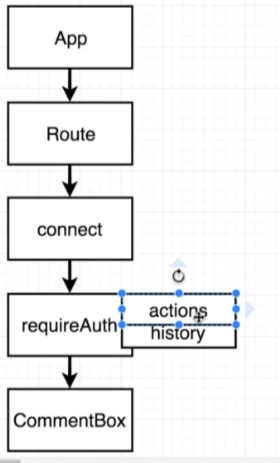 App
Route
connect
requireAuth
actions
history
CommentBox